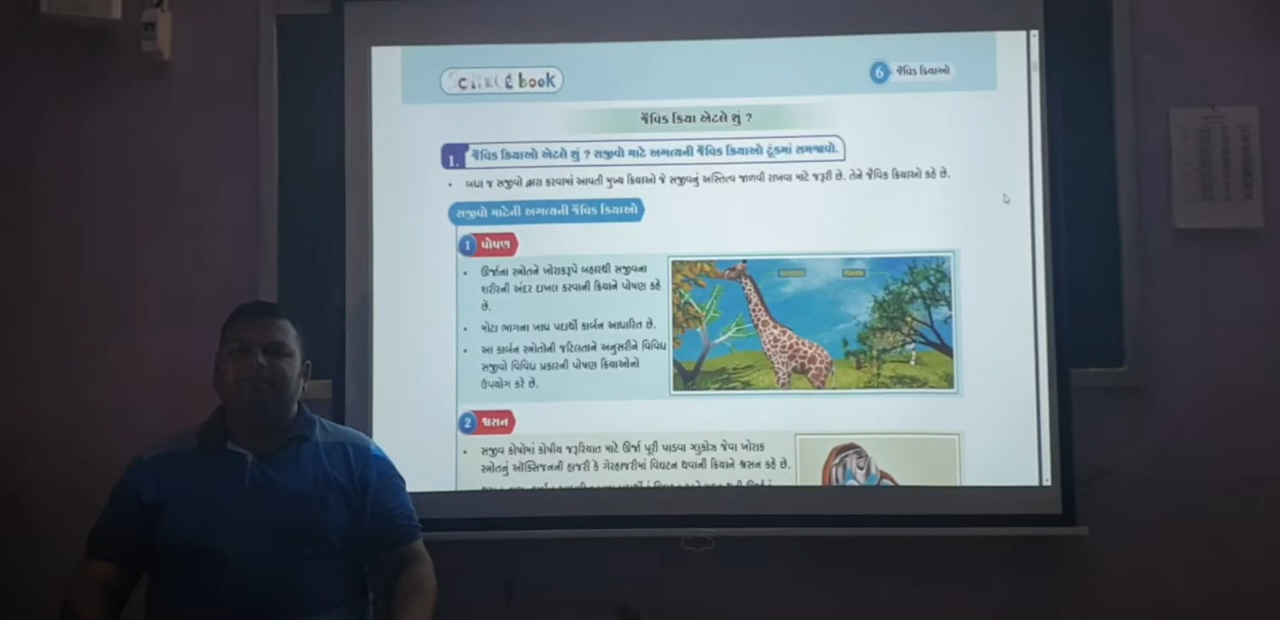 Science book
6 જૈવિક ક્રિયાઓ
જૈવિક ક્રિયા એટલે શું ?
1. જૈવિક ક્રિયાઓ એટલે શું ? સજીવો માટે અગત્યની જૈવિક ક્રિયાઓ ટૂંકમાં સમજાવો.
• બધા જ સજીવો દ્વારા કરવામાં આવતી મુખ્ય ક્રિયાઓ જે સજીવનું અસ્તિત્વ જાળવી રાખવા માટે જરૂરી છે. તેને જૈવિક ક્રિયાઓ કહે છે.
સજીવો માટેની અગત્યની જૈવિક ક્રિયાઓ
1 પોષણ
• ઊર્જાના સ્ત્રોતને ખોરાકરૂપે બહારથી સજીવના
શરીરની અંદર દાખલ કરવાની ક્રિયાને પોષણ કહે
છે.
• મોટા ભાગના ખાદ્ય પદાર્થો કાર્બન આધારિત છે.
• આ કાર્બન સ્ત્રોતોની જટિલતાને અનુસરીને વિવિધ
સજીવો વિવિધ પ્રકારની પોષણ ક્રિયાઓનો
ઉપયોગ કરે છે.
2 શ્વસન
• સજીવ કોષોમાં કોષીય જરૂરિયાત માટે ઊર્જા પૂરી પાડવા ગ્લુકોઝ જેવા ખોરાક
સ્ત્રોતનું ઑક્સિજનની હાજરી કે ગેરહાજરીમાં વિઘટન થવાની ક્રિયાને શ્વસન કહે છે.